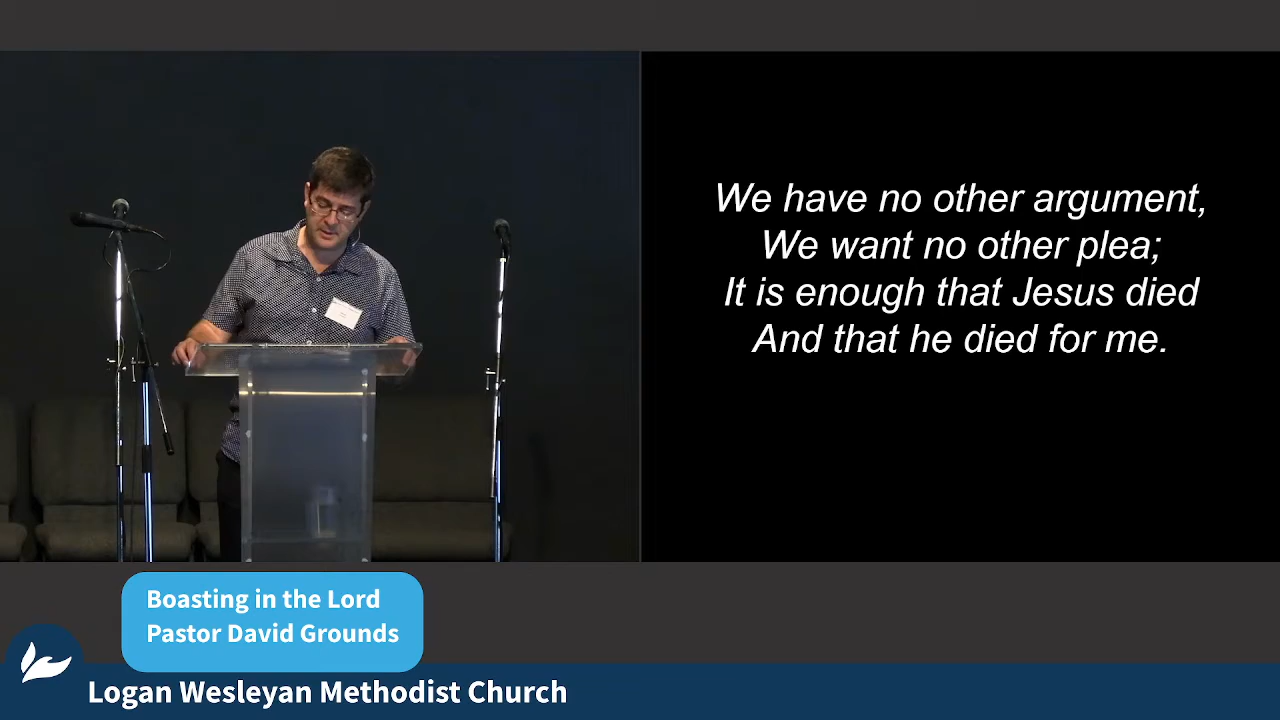 We have no other argument,
We want no other plea;
It is enough that Jesus died
And that he died for me.
Boasting in the Lord
Pastor David Grounds
Logan Wesleyan Methodist Church